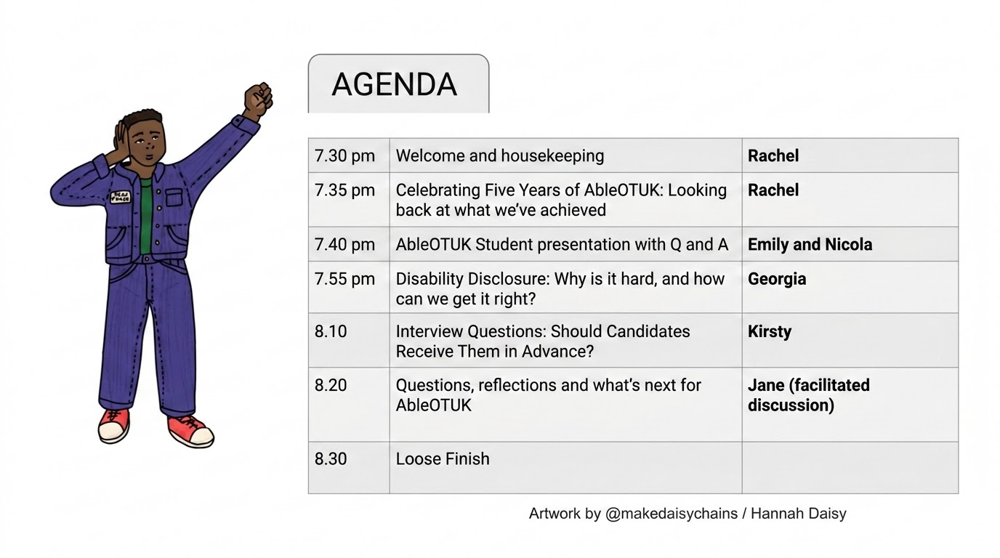 AGENDA
7.30 pm Welcome and housekeeping Rachel
7.35 pm Celebrating Five Years of AbleOTUK: Looking Rachel
back at what we’ve achieved
7.40 pm AbleOTUK Student presentation with Q and A Emily and Nicola
7.55 pm Disability Disclosure: Why is it hard, and how Georgia
can we get it right?
8.10 Interview Questions: Should Candidates Kirsty
Receive Them in Advance?
8.20 Questions, reflections and what’s next for Jane (facilitated
AbleOTUK discussion)
8.30 Loose Finish
Artwork by @makedaisychains / Hannah Daisy